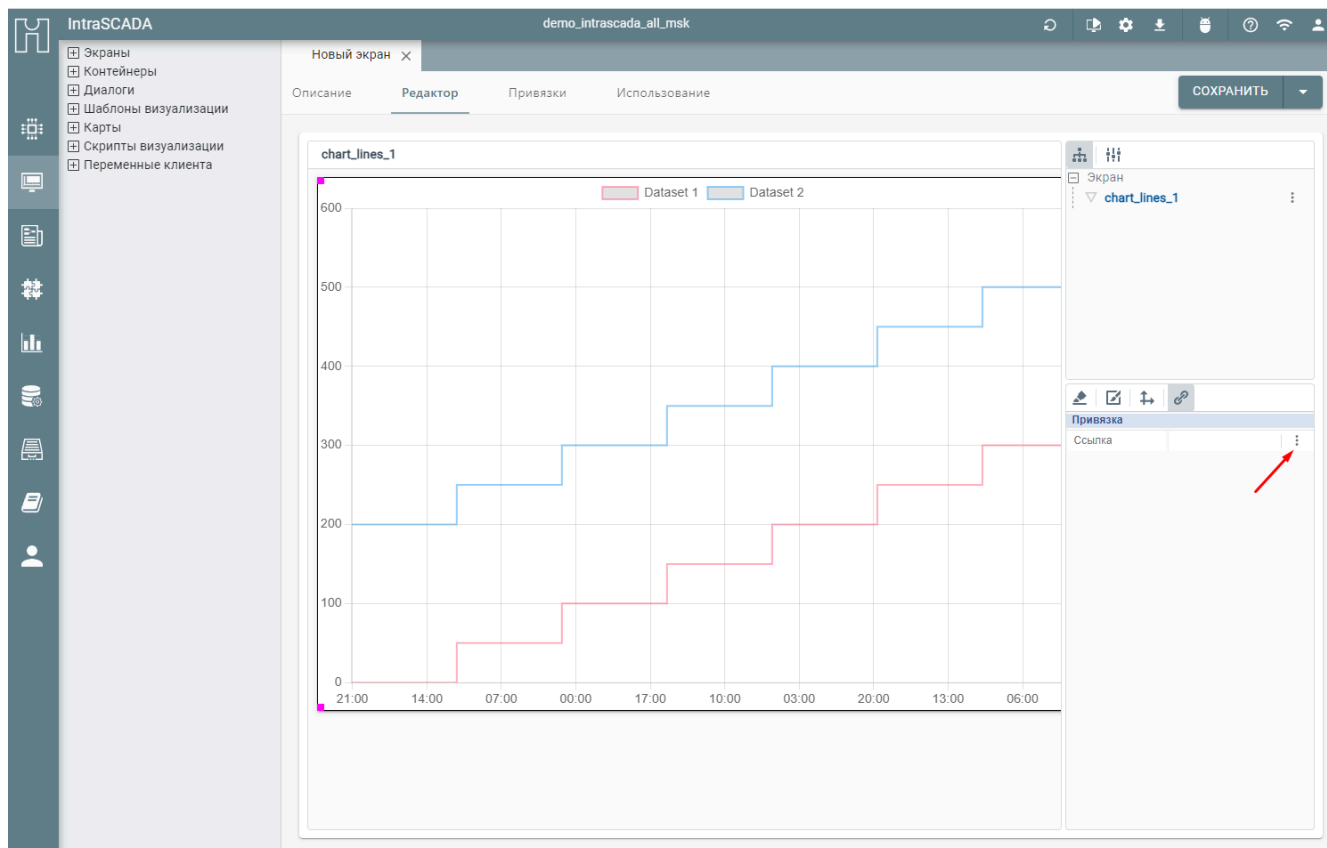 IntraSCADA
demo_intrascada_all_msk
Экраны
Контейнеры
Диалоги
Шаблоны визуализации
Карты
Скрипты визуализации
Переменные клиента
Новый экран
Описание
Редактор
Привязки
Использование
СОХРАНИТЬ
chart_lines_1
Dataset 1
Dataset 2
600
500
400
300
200
100
0
21:00
14:00
07:00
00:00
17:00
10:00
03:00
20:00
13:00
06:00
Экран
chart_lines_1
Привязка
Ссылка